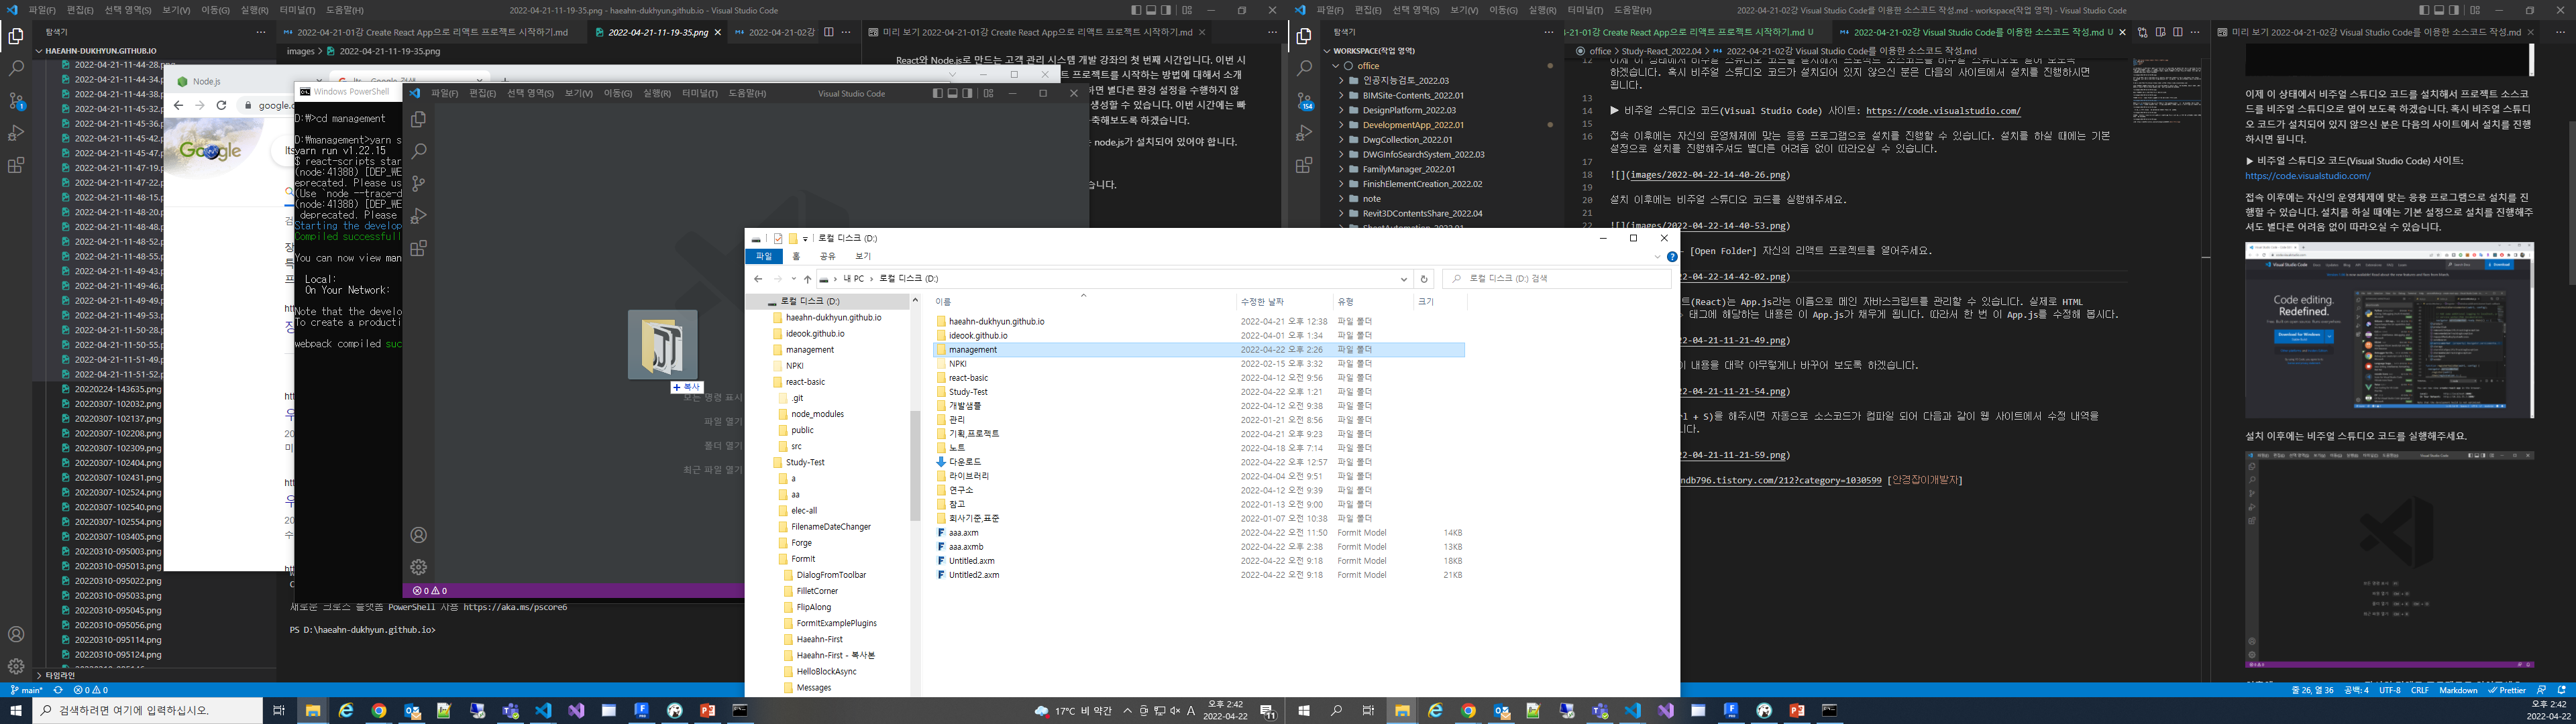 파일(F) 편집(E) 선택 영역(S) 보기(V) 이동(G) 실행(R) 터미널(T) 도움말(H)
2022-04-21-11-19-35.png - haeahn-dukhyun.github.io - Visual Studio Code
탐색기
HAEAHN-DUKHYUN.GITHUB.IO
2022-04-21-11-44-28.png
2022-04-21-11-44-34.png
2022-04-21-11-44-38.png
2022-04-21-11-45-32.png
2022-04-21-11-45-36.png
2022-04-21-11-45-42.png
2022-04-21-11-45-47.png
2022-04-21-11-47-19.png
2022-04-21-11-47-22.png
2022-04-21-11-48-15.png
2022-04-21-11-48-20.png
2022-04-21-11-48-48.png
2022-04-21-11-48-52.png
2022-04-21-11-48-55.png
2022-04-21-11-49-43.png
2022-04-21-11-49-46.png
2022-04-21-11-49-49.png
2022-04-21-11-49-53.png
2022-04-21-11-50-28.png
2022-04-21-11-50-55.png
2022-04-21-11-51-49.png
2022-04-21-11-51-52.png
20220224-143635.png
20220307-102032.png
20220307-102137.png
20220307-102208.png
20220307-102309.png
20220307-102404.png
20220307-102431.png
20220307-102524.png
20220307-102540.png
20220307-102554.png
20220307-103405.png
20220310-095003.png
20220310-095013.png
20220310-095022.png
20220310-095033.png
20220310-095045.png
20220310-095056.png
20220310-095114.png
20220310-095124.png
타임라인
main*
0 0
2022-04-21-01강 Create React App으로 리액트 프로젝트 시작하기.md
2022-04-21-11-19-35.png
2022-04-21-02강
images > 2022-04-21-11-19-35.png
미리 보기 2022-04-21-01강 Create React App으로 리액트 프로젝트 시작하기.md
React와 Node.js로 만드는 고객 관리 시스템 개발 강좌의 첫 번째 시간입니다. 이번 시
트 프로젝트를 시작하는 방법에 대해서 소개
하면 별다른 환경 설정을 수행하지 않
생성할 수 있습니다. 이번 시간에는 빠
축해보도록 하겠습니다.
node.js가 설치되어 있어야 합니다.
습니다.
Node.js
google.c
Google
Windows PowerShell
D:\>cd management
D:\management>yarn s
yarn run v1.22.15
$ react-scripts star
(node:41388) [DEP_WE
eprecated. Please us
(Use `node --trace-d
(node:41388) [DEP_WE
deprecated. Please
Starting the develop
Compiled successfull
You can now view man
Local:
On Your Network:
Note that the develo
To create a producti
webpack compiled suc
새로운 크로스 플랫폼 PowerShell 사용 https://aka.ms/pscore6
PS D:\haeahn-dukhyun.github.io>
파일(F) 편집(E) 선택 영역(S) 보기(V) 이동(G) 실행(R) 터미널(T) 도움말(H)
Visual Studio Code
+ 복사
모든 명령 표시
파일 열기
폴더 열기
최근 파일 열기
0 0
로컬 디스크 (D:)
파일 홈 공유 보기
내 PC > 로컬 디스크 (D:)
로컬 디스크 (D:) 검색
로컬 디스크 (D:)
haeahn-dukhyun.github.io
ideook.github.io
management
NPKI
react-basic
.git
node_modules
public
src
Study-Test
a
aa
elec-all
FilenameDateChanger
Forge
FormIt
DialogFromToolbar
FilletCorner
FlipAlong
FormItExamplePlugins
Haeahn-First
Haeahn-First - 복사본
HelloBlockAsync
Messages
이름 수정한 날짜 유형 크기
haeahn-dukhyun.github.io 2022-04-21 오후 12:38 파일 폴더
ideook.github.io 2022-04-01 오후 1:34 파일 폴더
management 2022-04-22 오후 2:26 파일 폴더
NPKI 2022-02-15 오후 3:32 파일 폴더
react-basic 2022-04-12 오전 9:56 파일 폴더
Study-Test 2022-04-22 오후 1:21 파일 폴더
개발샘플 2022-04-12 오전 9:38 파일 폴더
관리 2022-01-21 오전 8:56 파일 폴더
기획,프로젝트 2022-04-21 오후 9:23 파일 폴더
노트 2022-04-18 오후 7:14 파일 폴더
다운로드 2022-04-22 오후 12:57 파일 폴더
라이브러리 2022-04-04 오전 9:51 파일 폴더
연구소 2022-04-12 오전 9:39 파일 폴더
참고 2022-01-13 오전 9:00 파일 폴더
회사기준,표준 2022-01-07 오전 10:38 파일 폴더
aaa.axm 2022-04-22 오전 11:50 FormIt Model 14KB
aaa.axmb 2022-04-22 오후 2:38 FormIt Model 13KB
Untitled.axm 2022-04-22 오전 9:18 FormIt Model 18KB
Untitled2.axm 2022-04-22 오전 9:18 FormIt Model 21KB
파일(F) 편집(E) 선택 영역(S) 보기(V) 이동(G) 실행(R) 터미널(T) 도움말(H)
2022-04-21-02강 Visual Studio Code를 이용한 소스코드 작성.md - workspace(작업 영역) - Visual Studio Code
탐색기
WORKSPACE(작업 영역)
office
인공지능검토_2022.03
BIMSite-Contents_2022.01
DesignPlatform_2022.03
DevelopmentApp_2022.01
DwgCollection_2022.01
DWGInfoSearchSystem_2022.03
FamilyManager_2022.01
FinishElementCreation_2022.02
note
Revit3DContentsShare_2022.04
154
-21-01강 Create React App으로 리액트 프로젝트 시작하기.md U
2022-04-21-02강 Visual Studio Code를 이용한 소스코드 작성.md U
office > Study-React_2022.04 > 2022-04-21-02강 Visual Studio Code를 이용한 소스코드 작성.md
12
하겠습니다. 혹시 비주얼 스튜디오 코드가 설치되어 있지 않으신 분은 다음의 사이트에서 설치를 진행하시면
됩니다.
13
14 ▶ 비주얼 스튜디오 코드(Visual Studio Code) 사이트: https://code.visualstudio.com/
15
16 접속 이후에는 자신의 운영체제에 맞는 응용 프로그램으로 설치를 진행할 수 있습니다. 설치를 하실 때에는 기본
설정으로 설치를 진행해주셔도 별다른 어려움 없이 따라오실 수 있습니다.
17
18 ![](images/2022-04-22-14-40-26.png)
19
20 설치 이후에는 비주얼 스튜디오 코드를 실행해주세요.
21
22 ![](images/2022-04-22-14-40-53.png)
- [Open Folder] 자신의 리액트 프로젝트를 열어주세요.
-04-22-14-42-02.png)
트(React)는 App.js라는 이름으로 메인 자바스크립트를 관리할 수 있습니다. 실제로 HTML
태그에 해당하는 내용은 이 App.js가 채우게 됩니다. 따라서 한 번 이 App.js를 수정해 봅시다.
-04-21-11-21-49.png)
이 내용을 대략 아무렇게나 바꾸어 보도록 하겠습니다.
-04-21-11-21-54.png)
rl + S)을 해주시면 자동으로 소스코드가 컴파일 되어 다음과 같이 웹 사이트에서 수정 내역을
니다.
-04-21-11-21-59.png)
ndb796.tistory.com/212?category=1030599 [안경잡이개발자]
미리 보기 2022-04-21-02강 Visual Studio Code를 이용한 소스코드 작성.md
이제 이 상태에서 비주얼 스튜디오 코드를 설치해서 프로젝트 소스코
드를 비주얼 스튜디오로 열어 보도록 하겠습니다. 혹시 비주얼 스튜디
오 코드가 설치되어 있지 않으신 분은 다음의 사이트에서 설치를 진행
하시면 됩니다.
▶ 비주얼 스튜디오 코드(Visual Studio Code) 사이트:
https://code.visualstudio.com/
접속 이후에는 자신의 운영체제에 맞는 응용 프로그램으로 설치를 진
행할 수 있습니다. 설치를 하실 때에는 기본 설정으로 설치를 진행해주
셔도 별다른 어려움 없이 따라오실 수 있습니다.
Code editing.
Redefined.
설치 이후에는 비주얼 스튜디오 코드를 실행해주세요.
줄 26, 열 36 공백: 4 UTF-8 CRLF Markdown Prettier
검색하려면 여기에 입력하십시오.
17°C 비 약간
A
오후 2:42
2022-04-22
11
오후 2:42
2022-04-22